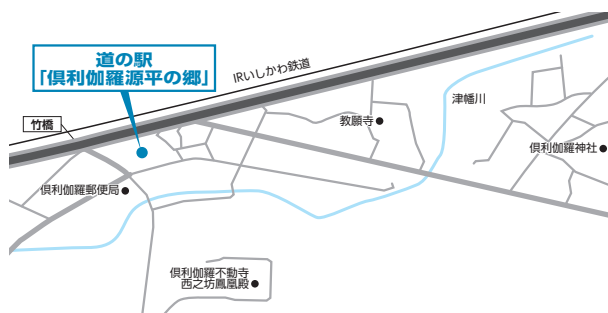 道の駅
「倶利伽羅源平の郷」
IRいしかわ鉄道
津幡川
教願寺
竹橋
倶利伽羅神社
倶利伽羅郵便局
倶利伽羅不動寺
西之坊鳳凰殿